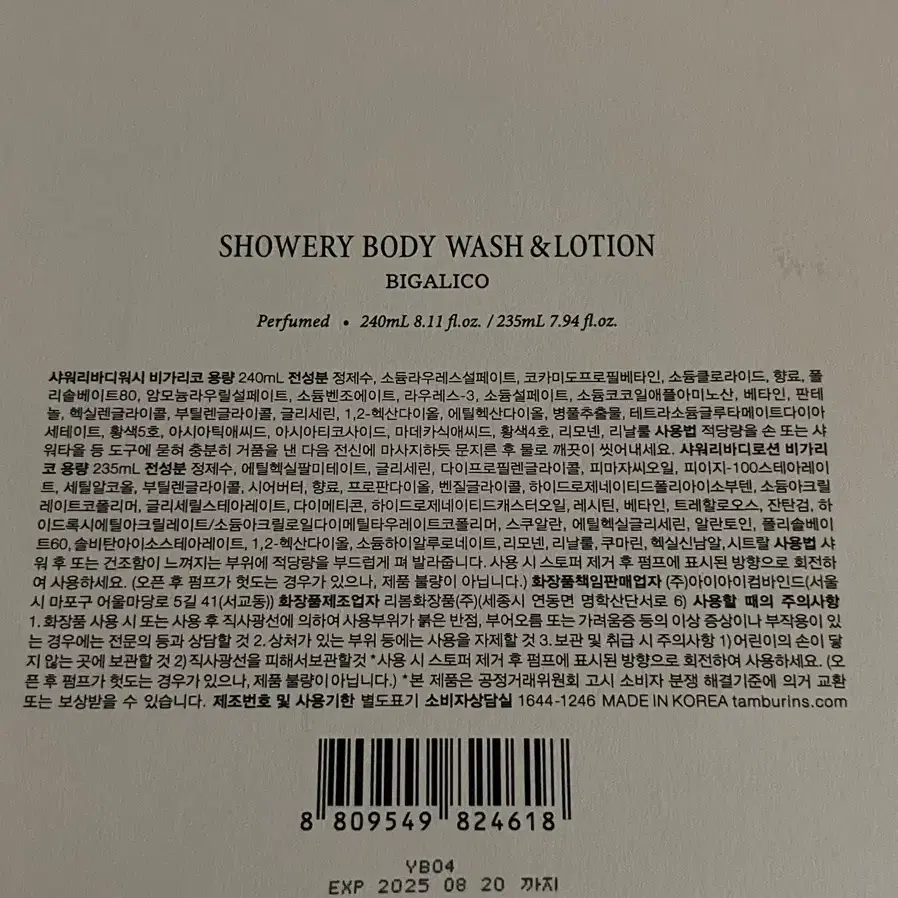 SHOWERY BODY WASH & LOTION
BIGALICO
Perfumed • 240mL 8.11 fl.oz. / 235mL 7.94 fl.oz.
샤워리바디워시 비가리코 용량 240mL 전성분 정제수, 소듐라우레스설페이트, 코카미도프로필베타인, 소듐클로라이드, 향료, 폴
리솔베이트80, 암모늄라우릴설페이트, 소듐벤조에이트, 라우레스-3, 소듐설페이트, 소듐코코일애플아미노산, 베타인, 판테
놀, 헥실렌글라이콜, 부틸렌글라이콜, 글리세린, 1,2-헥산다이올, 에틸헥산다이올, 병풀추출물, 테트라소듐글루타메이트다이아
세테이트, 황색5호, 아시아틱애씨드, 아시아티코사이드, 마데카식애씨드, 황색4호, 리모넨, 리날룰 사용법 적당량을 손 또는 샤
워타올 등 도구에 묻혀 충분히 거품을 낸 다음 전신에 마사지하듯 문지른 후 물로 깨끗이 씻어내세요. 샤워리바디로션 비가리
코 용량 235mL 전성분 정제수, 에틸헥실팔미테이트, 글리세린, 다이프로필렌글라이콜, 피마자씨오일, 피이지-100스테아레이
트, 세틸알코올, 부틸렌글라이콜, 시어버터, 향료, 프로판다이올, 벤질글라이콜, 하이드로제네이티드폴리아이소부텐, 소듐아크릴
레이트코폴리머, 글리세릴스테아레이트, 다이메티콘, 하이드로제네이티드캐스터오일, 레시틴, 베타인, 트레할로오스, 잔탄검, 하
이드록시에틸아크릴레이트/소듐아크릴로일다이메틸타우레이트코폴리머, 스쿠알란, 에틸헥실글리세린, 알란토인, 폴리솔베이
트60, 솔비탄아이소스테아레이트, 1,2-헥산다이올, 소듐하이알루로네이트, 리모넨, 리날룰, 쿠마린, 헥실신남알, 시트랄 사용법 샤
워 후 또는 건조함이 느껴지는 부위에 적당량을 부드럽게 펴 발라줍니다. 사용 시 스토퍼 제거 후 펌프에 표시된 방향으로 회전하
여 사용하세요. (오픈 후 펌프가 헛도는 경우가 있으나, 제품 불량이 아닙니다.) 화장품책임판매업자 (주)아이아이컴바인드(서울
시 마포구 어울마당로 5길 41(서교동)) 화장품제조업자 리봄화장품(주)(세종시 연동면 명학산단서로 6) 사용할 때의 주의사항
1. 화장품 사용 시 또는 사용 후 직사광선에 의하여 사용부위가 붉은 반점, 부어오름 또는 가려움증 등의 이상 증상이나 부작용이 있
는 경우에는 전문의 등과 상담할 것 2. 상처가 있는 부위 등에는 사용을 자제할 것 3. 보관 및 취급 시 주의사항 1)어린이의 손이 닿
지 않는 곳에 보관할 것 2)직사광선을 피해서보관할것 *사용 시 스토퍼 제거 후 펌프에 표시된 방향으로 회전하여 사용하세요. (오
픈 후 펌프가 헛도는 경우가 있으나, 제품 불량이 아닙니다.) *본 제품은 공정거래위원회 고시 소비자 분쟁 해결기준에 의거 교환
또는 보상받을 수 있습니다. 제조번호 및 사용기한 별도표기 소비자상담실 1644-1246 MADE IN KOREA tamburins.com
8 809549 824618
YB04
EXP 2025 08 20 까지